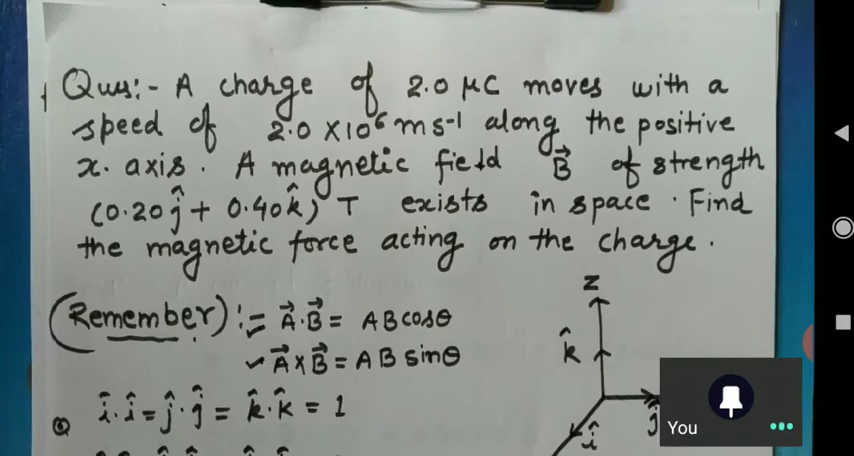 Qus:- A charge of 2.0 μC moves with a
speed of 2.0 ×10⁶ ms⁻¹ along the positive
x. axis. A magnetic field B⃗ of strength
(0.20ĵ + 0.40k̂) T exists in space. Find
the magnetic force acting on the charge.
(Remember) :- A⃗.B⃗ = AB cosθ
✓ A⃗×B⃗ = AB sinθ
î.î = ĵ.ĵ = k̂.k̂ = 1
Z
k̂
ĵ
î
You